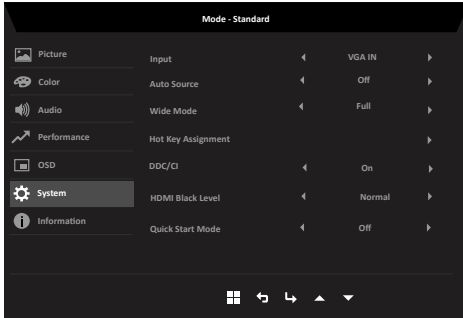 Mode - Standard
Picture
Color
Audio
Performance
OSD
System
Information
Input VGA IN
Auto Source Off
Wide Mode Full
Hot Key Assignment
DDC/CI On
HDMI Black Level Normal
Quick Start Mode Off